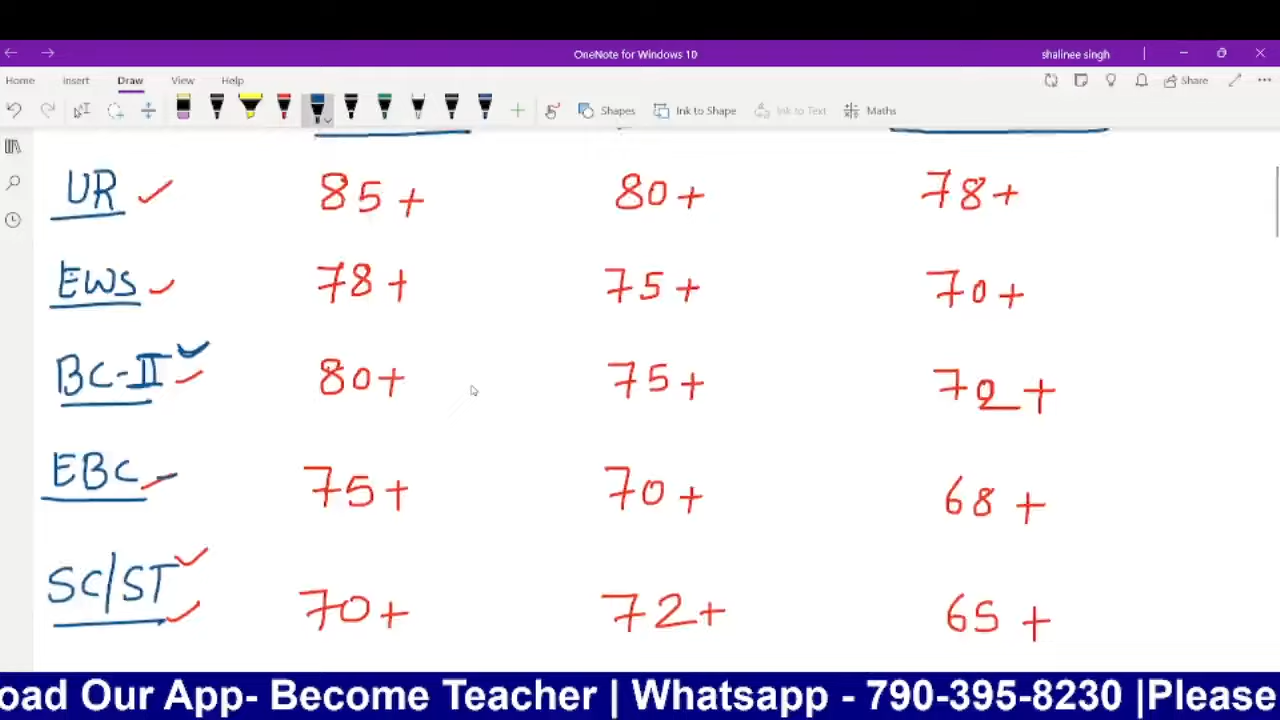 OneNote for Windows 10 shalinee singh
Home Insert Draw View Help Share
Shapes Ink to Shape Ink to Text Maths
UR 85+ 80+ 78+
EWS 78+ 75+ 70+
BC-II 80+ 75+ 72+
EBC 75+ 70+ 68+
SC/ST 70+ 72+ 65+
oad Our App- Become Teacher | Whatsapp - 790-395-8230 |Please